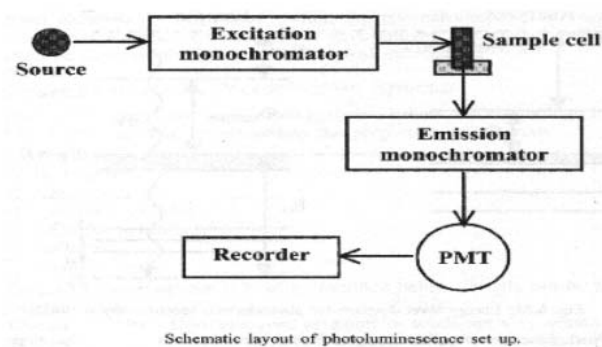 Excitation
monochromator
Sample cell
Source
Emission
monochromator
Recorder
PMT
Schematic layout of photoluminescence set up.